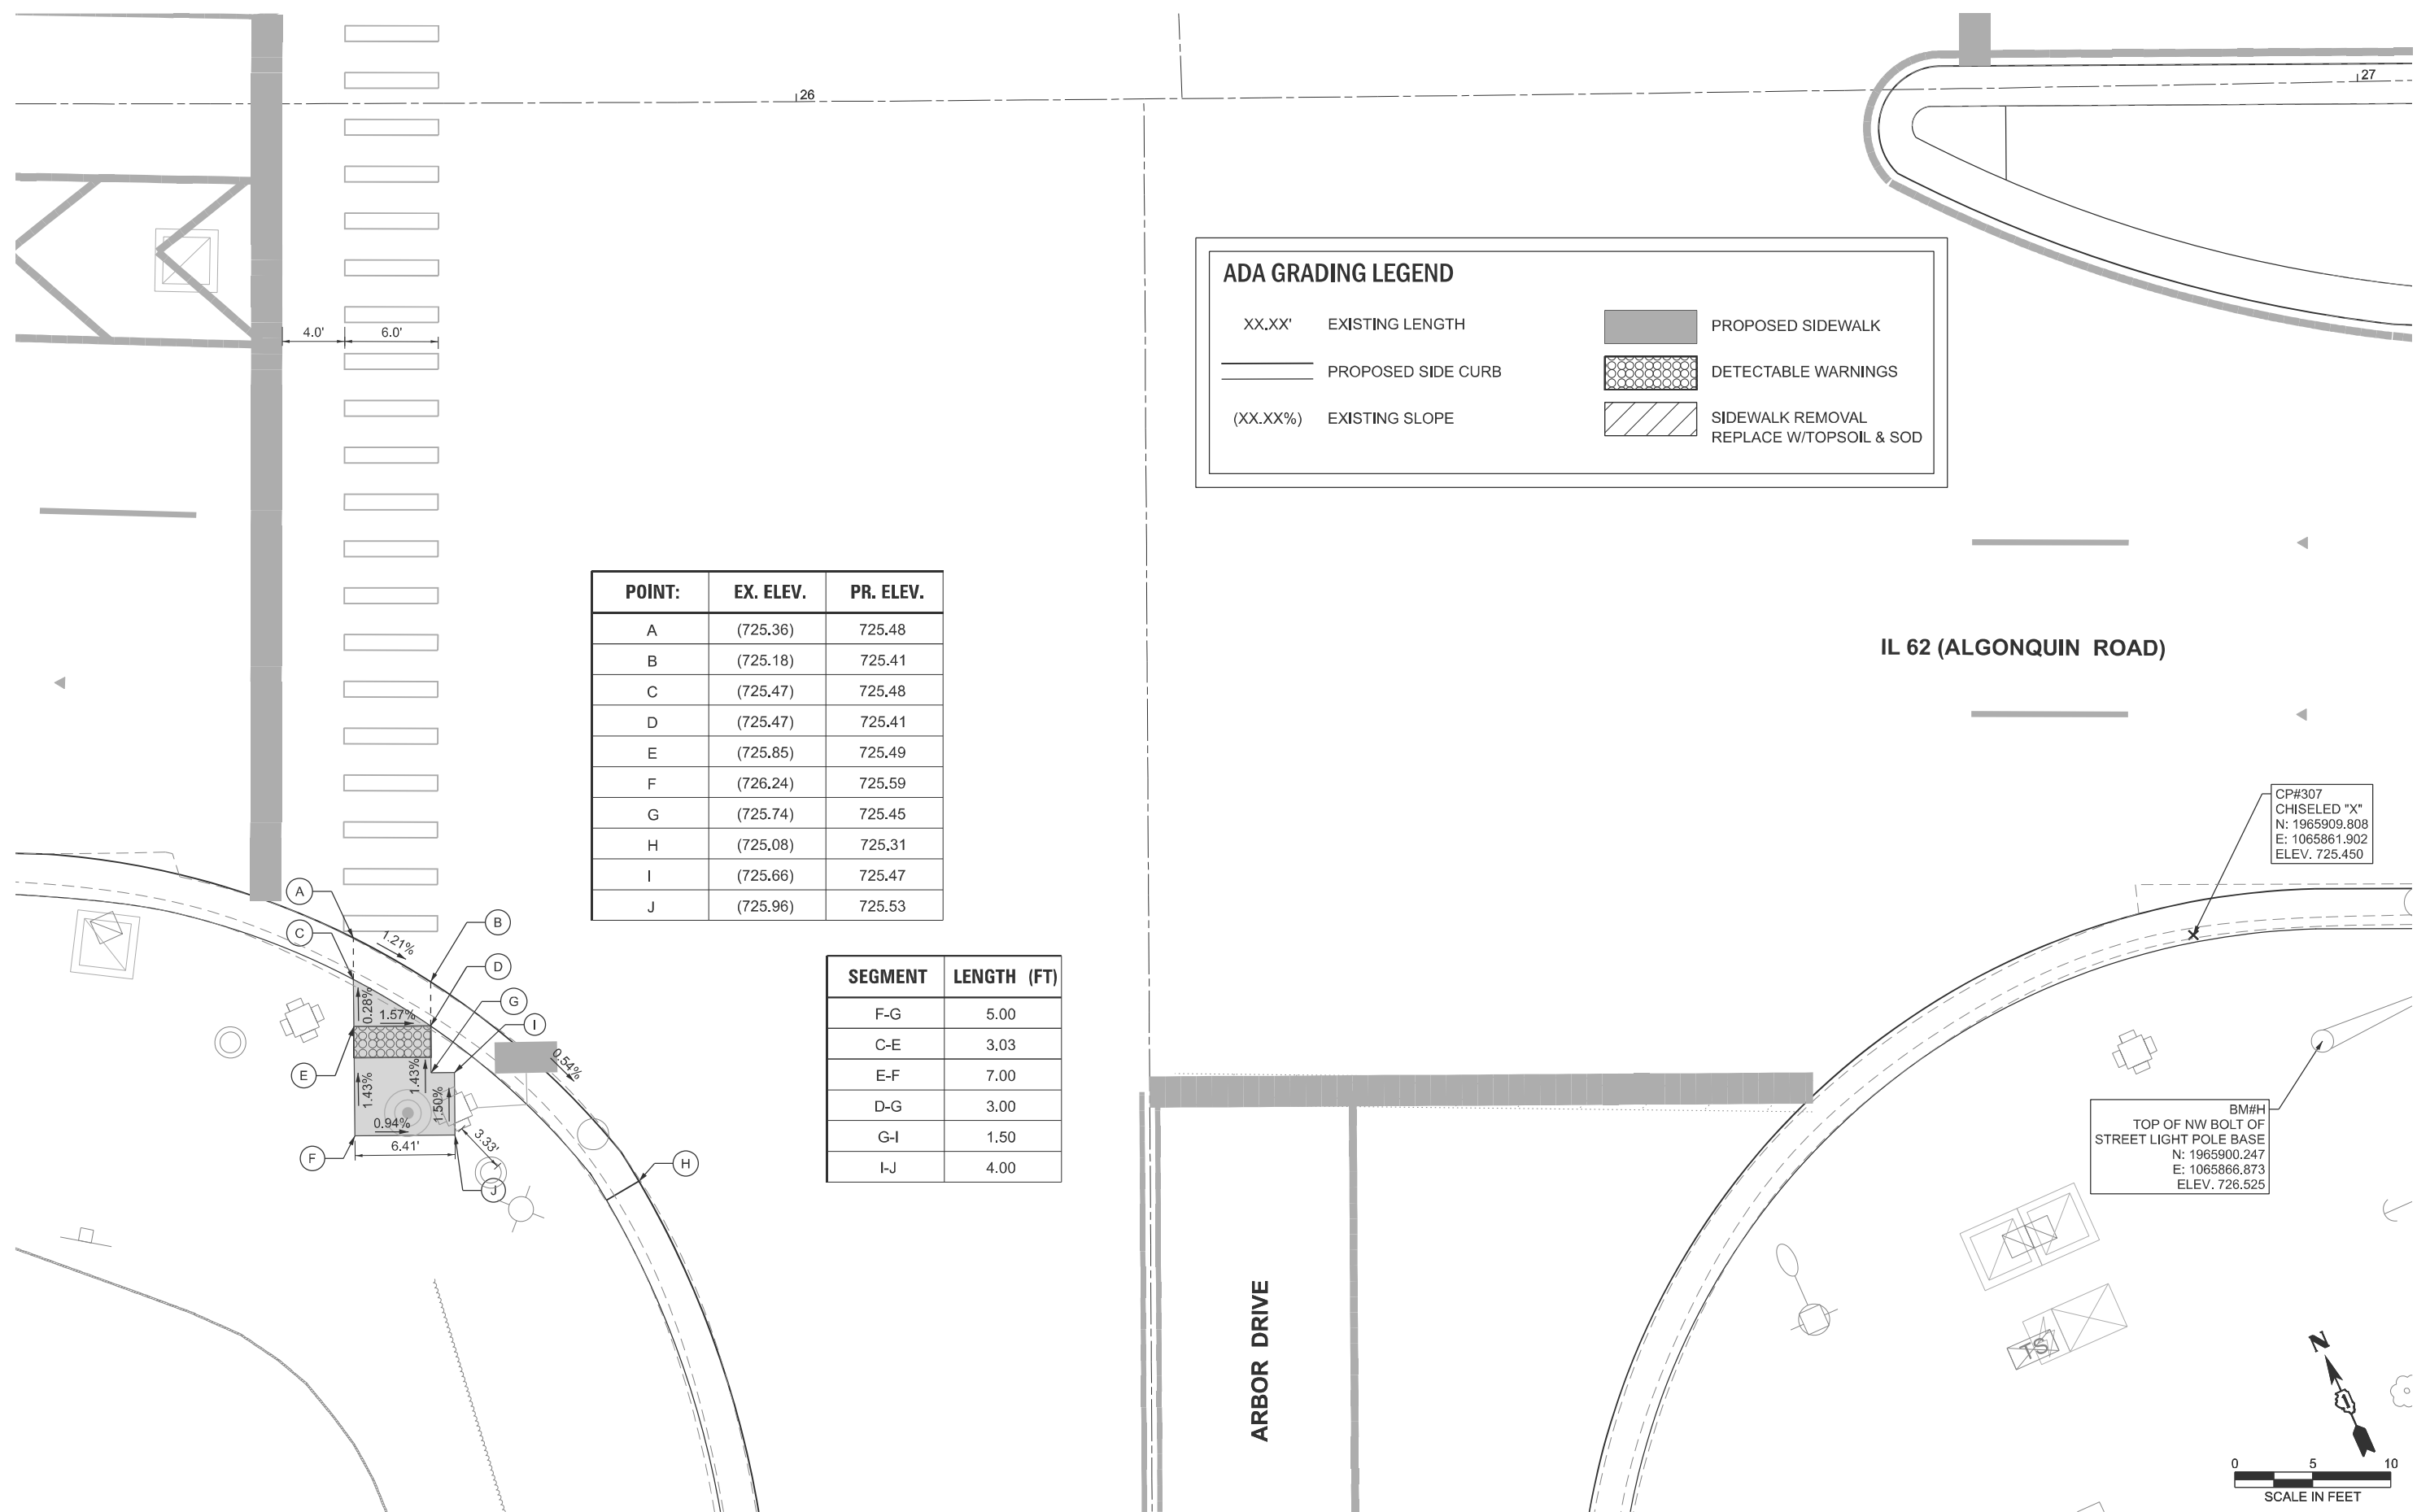 26
27
4.0'
6.0'
ADA GRADING LEGEND
XX.XX' EXISTING LENGTH
PROPOSED SIDEWALK
PROPOSED SIDE CURB
DETECTABLE WARNINGS
(XX.XX%) EXISTING SLOPE
SIDEWALK REMOVAL
REPLACE W/TOPSOIL & SOD
POINT: EX. ELEV. PR. ELEV.
A (725.36) 725.48
B (725.18) 725.41
C (725.47) 725.48
D (725.47) 725.41
E (725.85) 725.49
F (726.24) 725.59
G (725.74) 725.45
H (725.08) 725.31
I (725.66) 725.47
J (725.96) 725.53
IL 62 (ALGONQUIN ROAD)
CP#307
CHISELED "X"
N: 1965909.808
E: 1065861.902
ELEV. 725.450
A
B
C
D
G
I
E
F
J
H
1.21%
0.28%
1.57%
1.43%
1.43%
1.50%
0.94%
6.41'
3.33'
0.54%
SEGMENT LENGTH (FT)
F-G 5.00
C-E 3.03
E-F 7.00
D-G 3.00
G-I 1.50
I-J 4.00
BM#H
TOP OF NW BOLT OF
STREET LIGHT POLE BASE
N: 1965900.247
E: 1065866.873
ELEV. 726.525
ARBOR DRIVE
TS
N
0 5 10
SCALE IN FEET